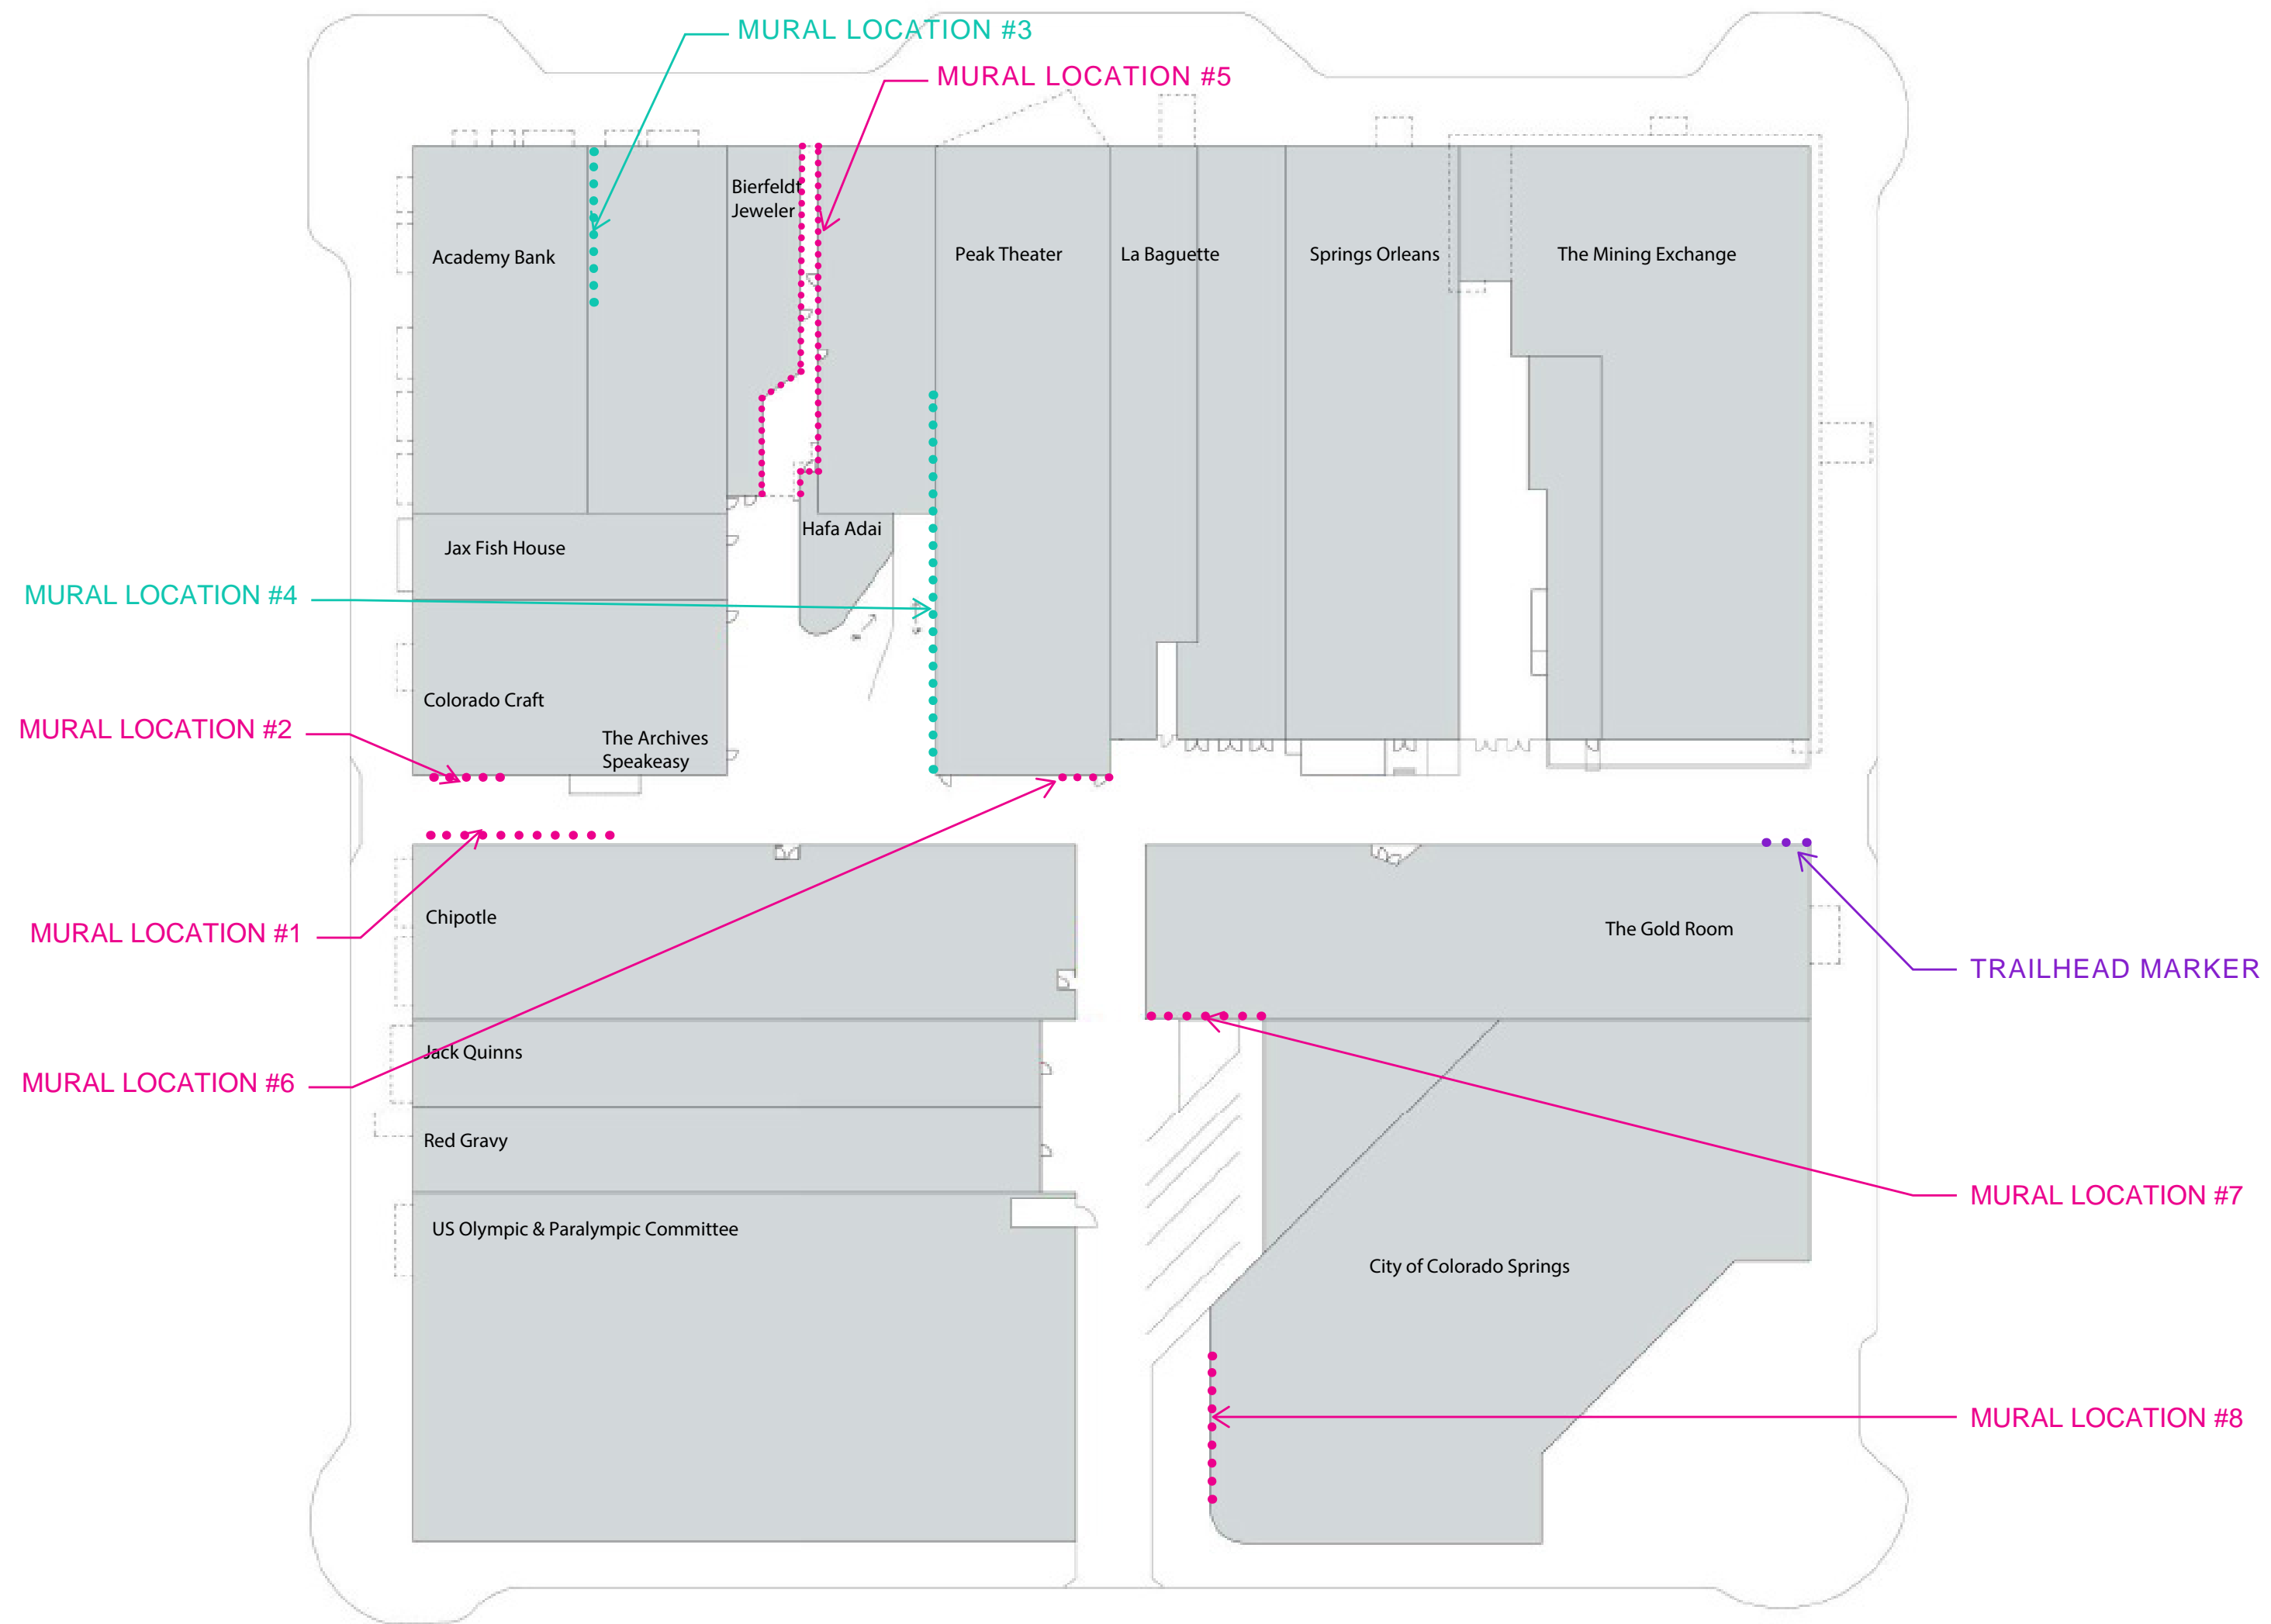 MURAL LOCATION #3
MURAL LOCATION #5
Bierfeldt
Jeweler
Academy Bank
Peak Theater
La Baguette
Springs Orleans
The Mining Exchange
Hafa Adai
Jax Fish House
MURAL LOCATION #4
Colorado Craft
MURAL LOCATION #2
The Archives
Speakeasy
Chipotle
The Gold Room
MURAL LOCATION #1
TRAILHEAD MARKER
Jack Quinns
MURAL LOCATION #6
Red Gravy
MURAL LOCATION #7
US Olympic & Paralympic Committee
City of Colorado Springs
MURAL LOCATION #8